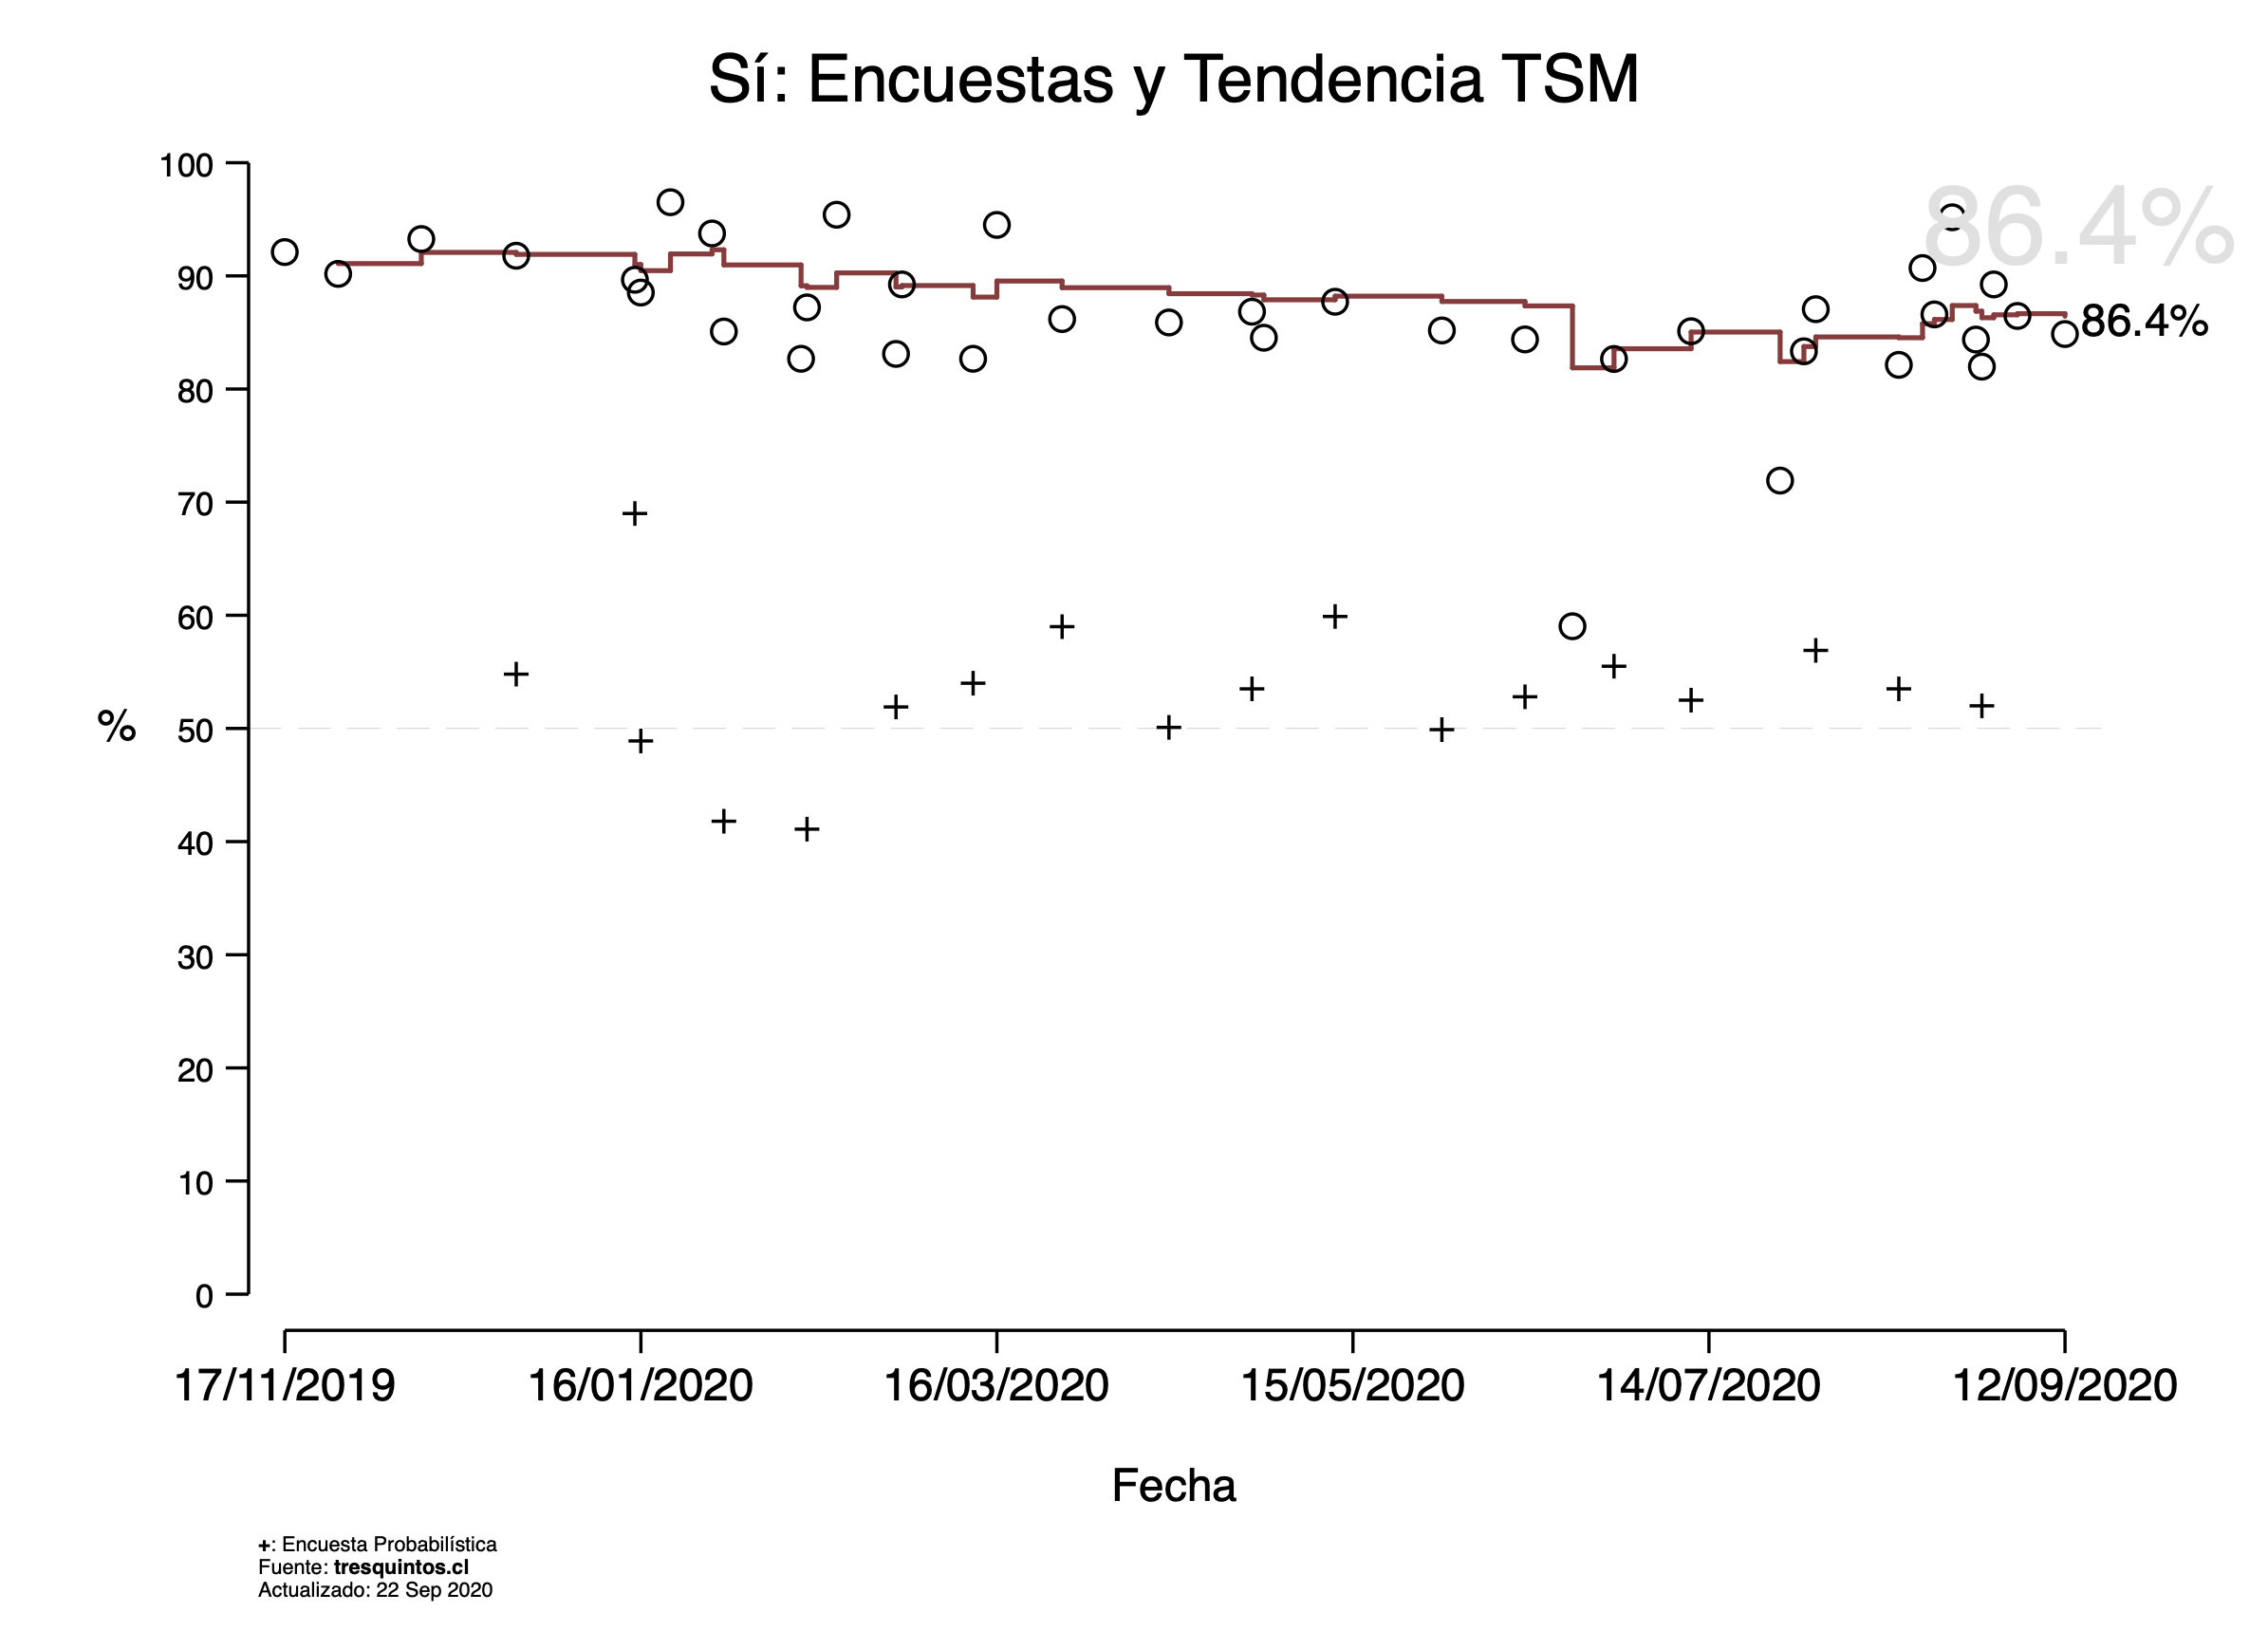 Sí: Encuestas y Tendencia TSM
100
86.4%
90
86.4%
80
70
60
% 50
40
30
20
10
0
17/11/2019 16/01/2020 16/03/2020 15/05/2020 14/07/2020 12/09/2020
Fecha
+: Encuesta Probabilística
Fuente: tresquintos.cl
Actualizado: 22 Sep 2020